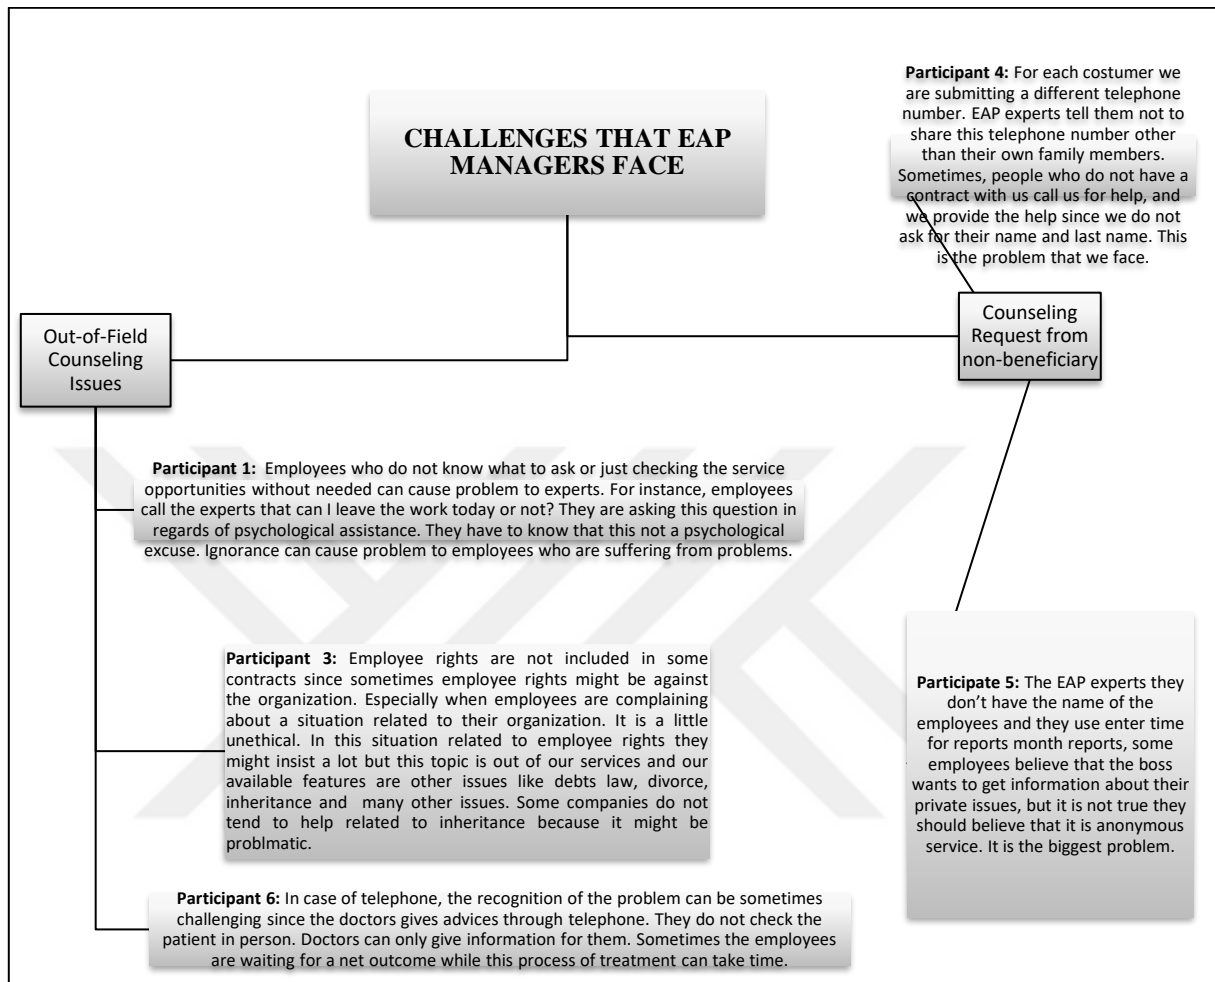 CHALLENGES THAT EAP
MANAGERS FACE
Participant 4: For each costumer we
are submitting a different telephone
number. EAP experts tell them not to
share this telephone number other
than their own family members.
Sometimes, people who do not have a
contract with us call us for help, and
we provide the help since we do not
ask for their name and last name. This
is the problem that we face.
Out-of-Field
Counseling
Issues
Counseling
Request from
non-beneficiary
Participant 1: Employees who do not know what to ask or just checking the service
opportunities without needed can cause problem to experts. For instance, employees
call the experts that can I leave the work today or not? They are asking this question in
regards of psychological assistance. They have to know that this not a psychological
excuse. Ignorance can cause problem to employees who are suffering from problems.
Participant 3: Employee rights are not included in some
contracts since sometimes employee rights might be against
the organization. Especially when employees are complaining
about a situation related to their organization. It is a little
unethical. In this situation related to employee rights they
might insist a lot but this topic is out of our services and our
available features are other issues like debts law, divorce,
inheritance and many other issues. Some companies do not
tend to help related to inheritance because it might be
problmatic.
Participate 5: The EAP experts they
don’t have the name of the
employees and they use enter time
for reports month reports, some
employees believe that the boss
wants to get information about their
private issues, but it is not true they
should believe that it is anonymous
service. It is the biggest problem.
Participant 6: In case of telephone, the recognition of the problem can be sometimes
challenging since the doctors gives advices through telephone. They do not check the
patient in person. Doctors can only give information for them. Sometimes the employees
are waiting for a net outcome while this process of treatment can take time.